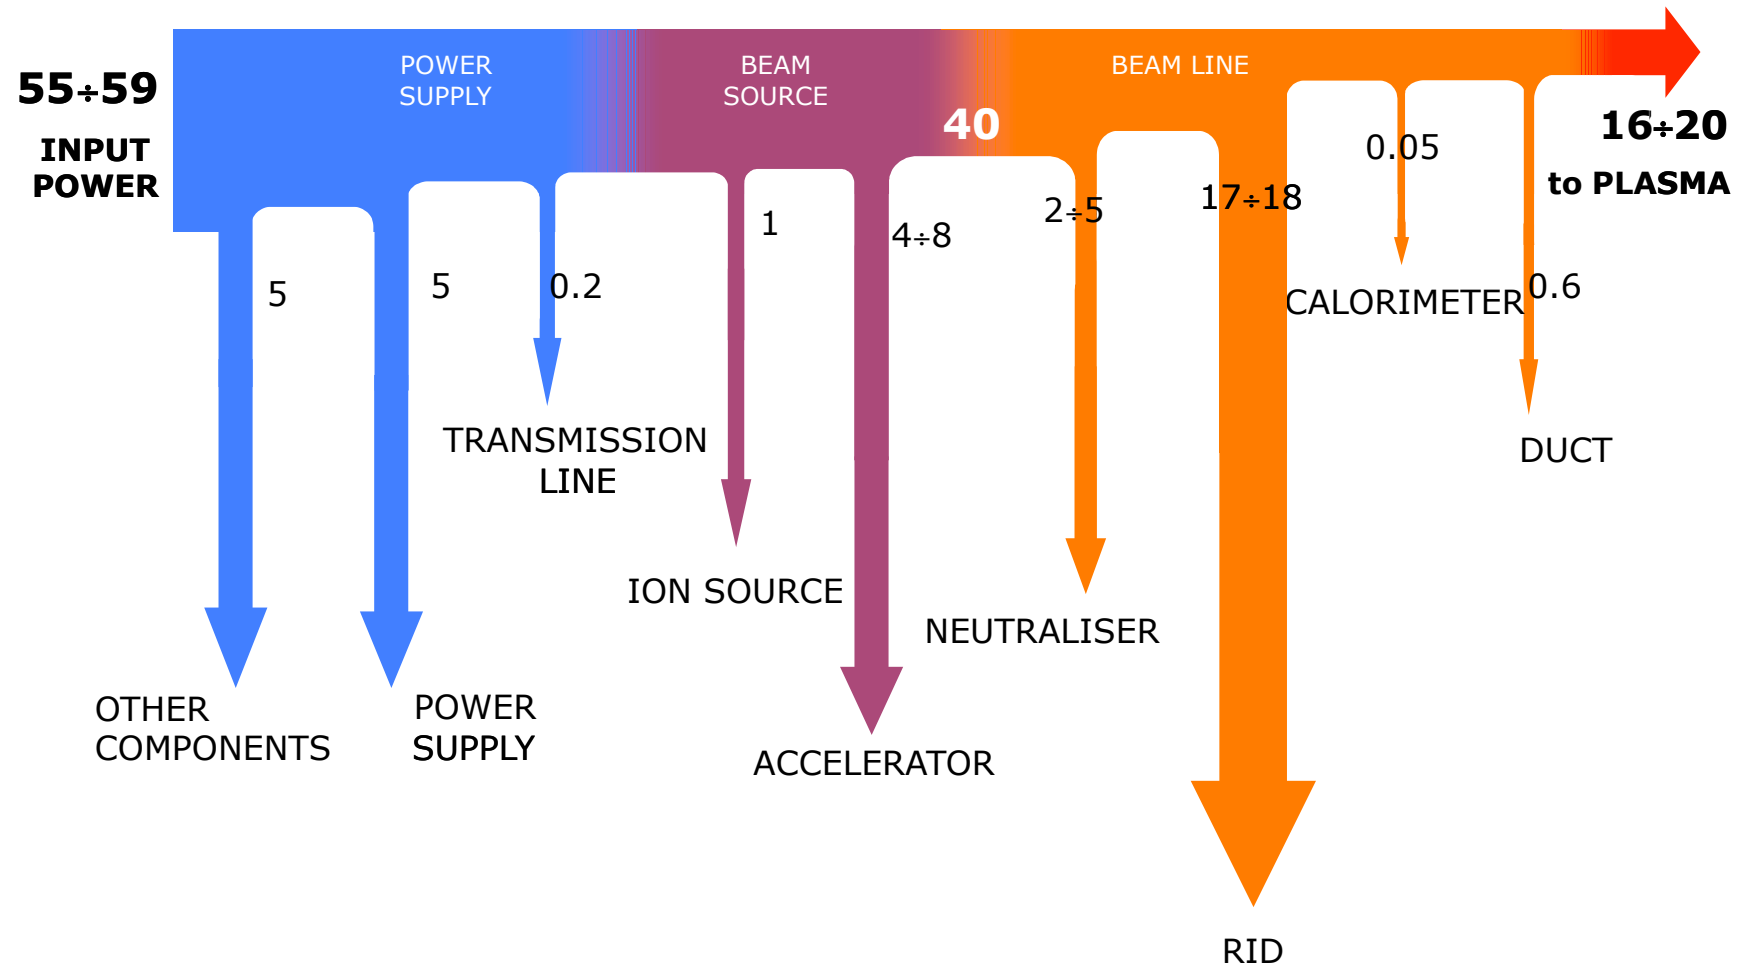 55÷59
INPUT
POWER
POWER
SUPPLY
BEAM
SOURCE
40
BEAM LINE
16÷20
to PLASMA
5
5
0.2
1
4÷8
2÷5
17÷18
0.05
0.6
OTHER
COMPONENTS
POWER
SUPPLY
TRANSMISSION
LINE
ION SOURCE
ACCELERATOR
NEUTRALISER
RID
CALORIMETER
DUCT